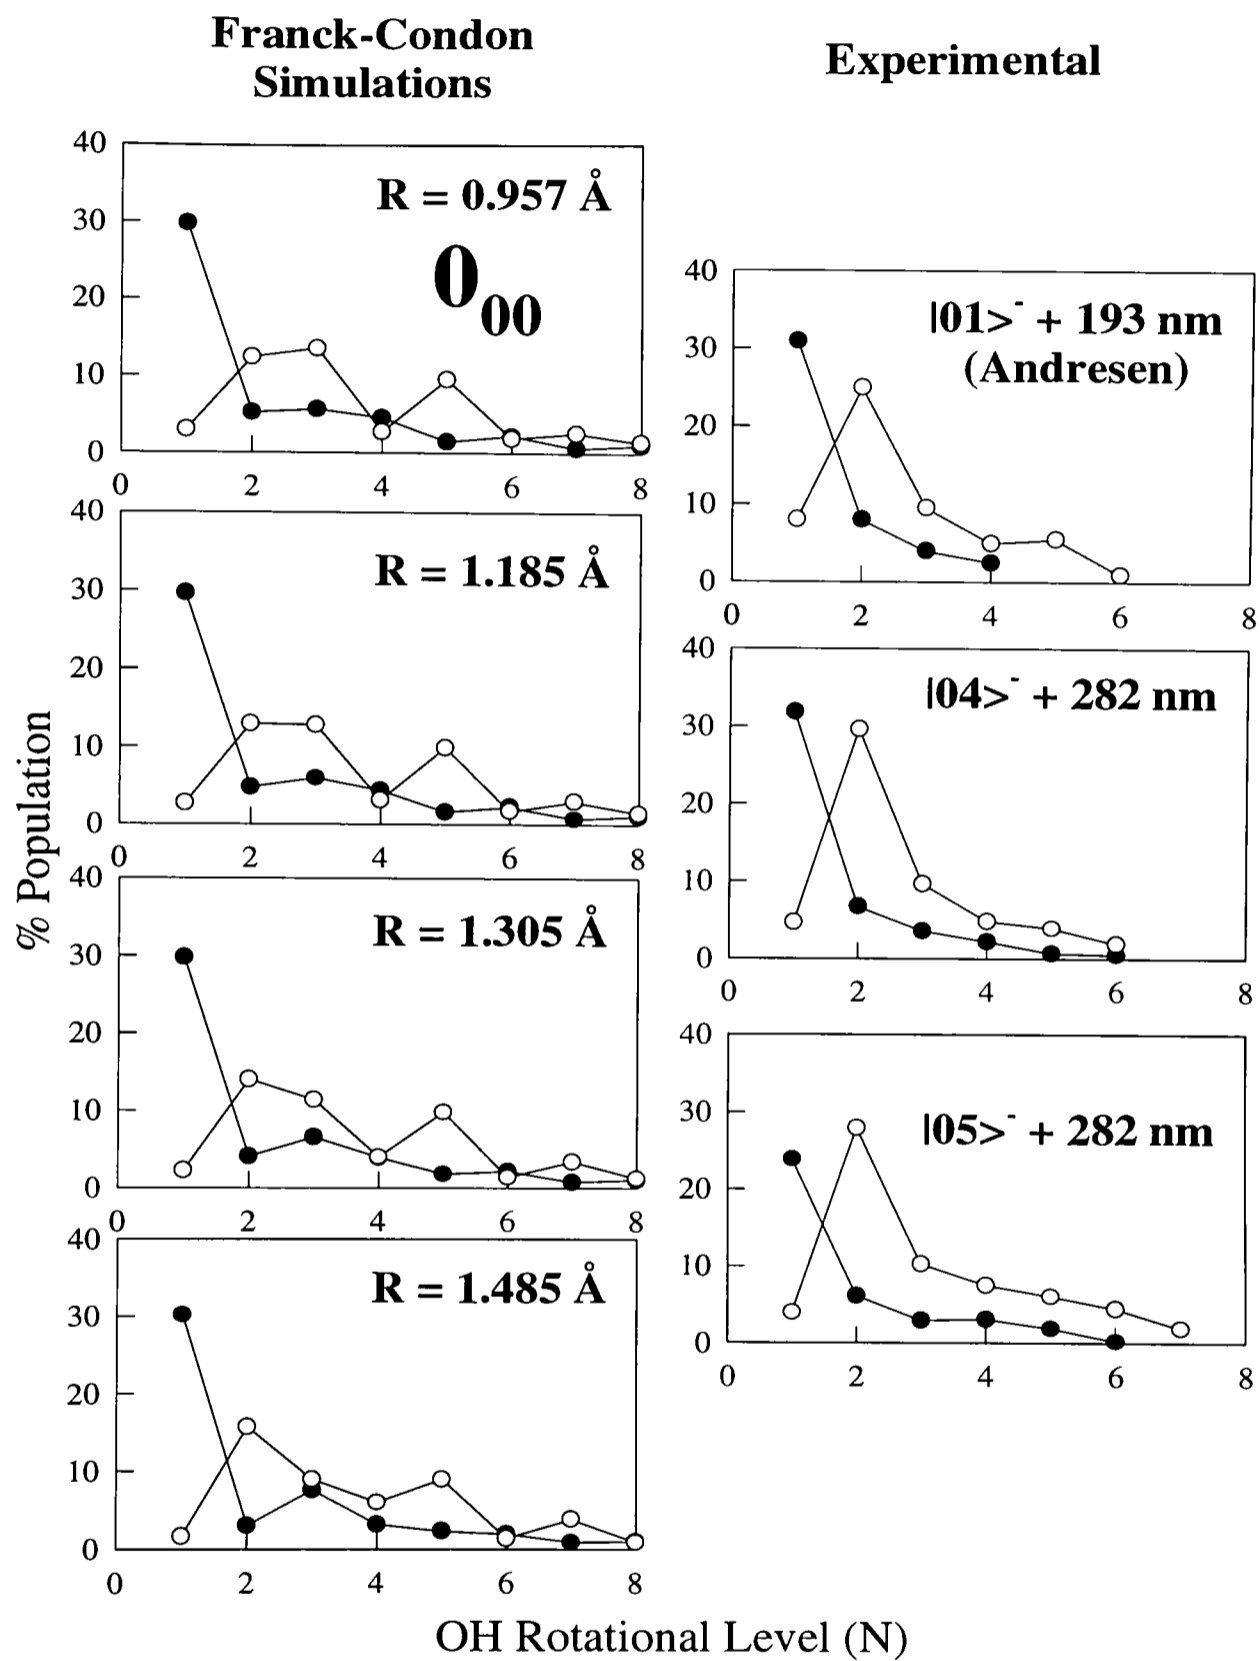 Franck-Condon
Simulations
Experimental
40
30
20
10
0
R = 0.957 Å
0₀₀
0 2 4 6 8
40
30
20
10
0
R = 1.185 Å
0 2 4 6 8
40
30
20
10
0
R = 1.305 Å
0 2 4 6 8
40
30
20
10
0
R = 1.485 Å
0 2 4 6 8
% Population
40
30
20
10
0
|01>⁻ + 193 nm
(Andresen)
0 2 4 6 8
40
30
20
10
0
|04>⁻ + 282 nm
0 2 4 6 8
40
30
20
10
0
|05>⁻ + 282 nm
0 2 4 6 8
OH Rotational Level (N)